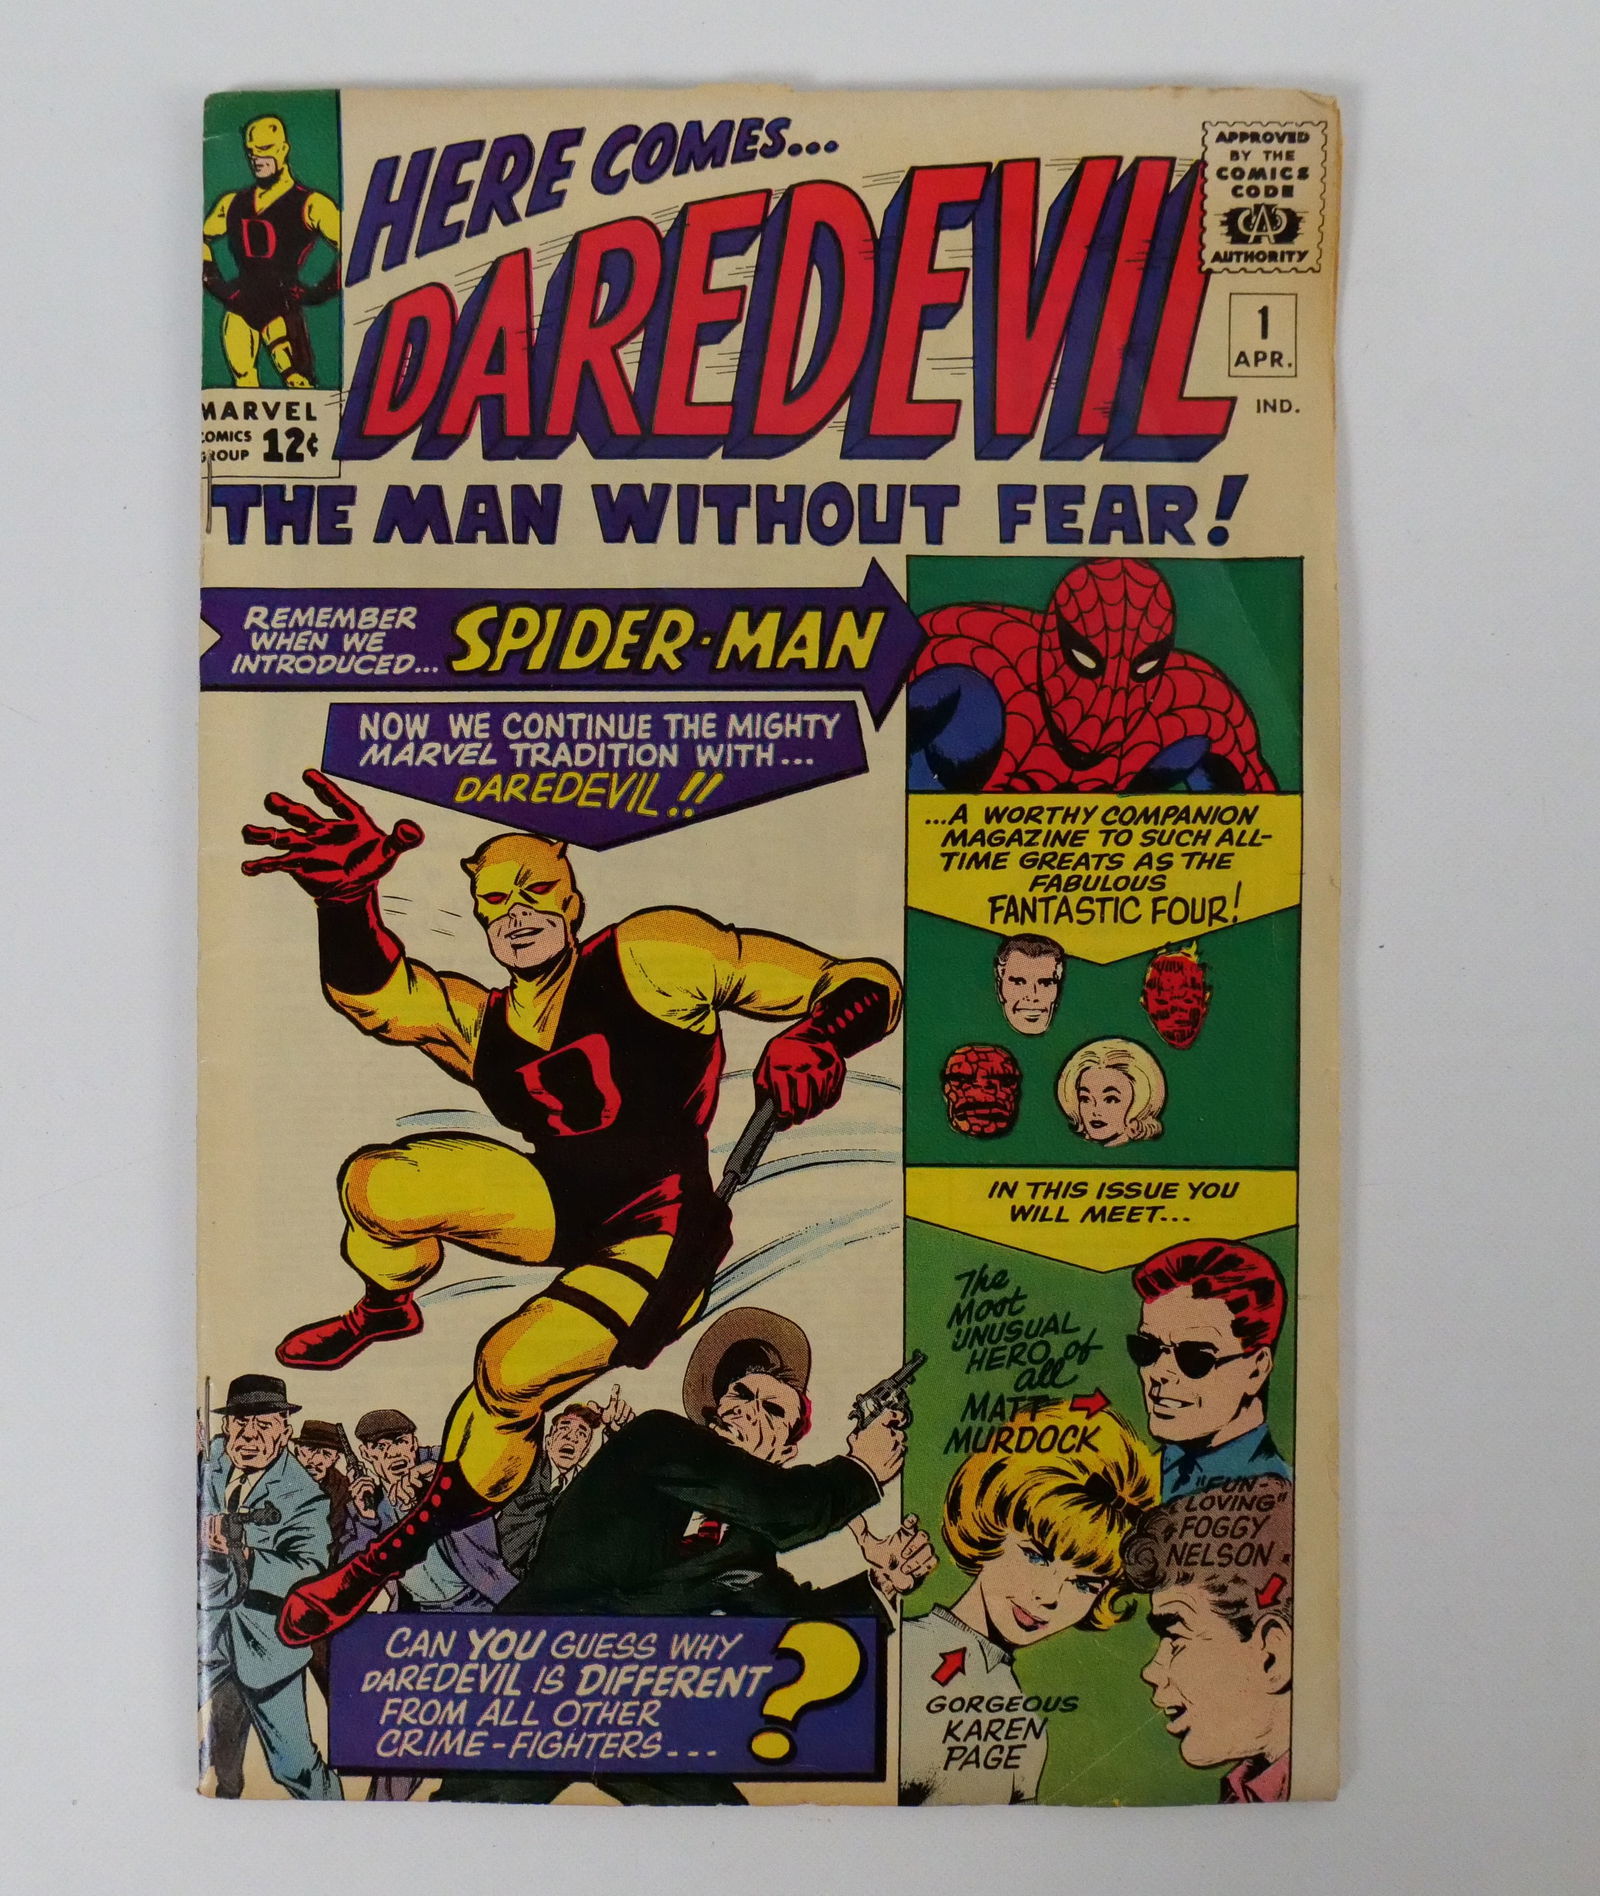 HERE COMES...
DAREDEVIL
APPROVED
BY THE
COMICS
CODE
CA
AUTHORITY
1
APR.
IND.
D
MARVEL
COMICS
GROUP 12¢
THE MAN WITHOUT FEAR!
REMEMBER
WHEN WE
INTRODUCED... SPIDER-MAN
NOW WE CONTINUE THE MIGHTY
MARVEL TRADITION WITH...
DAREDEVIL!!
...A WORTHY COMPANION
MAGAZINE TO SUCH ALL-
TIME GREATS AS THE
FABULOUS
FANTASTIC FOUR!
D
IN THIS ISSUE YOU
WILL MEET...
The
Most
UNUSUAL
HERO of
all
MATT
MURDOCK
"FUN-
LOVING"
FOGGY
NELSON
GORGEOUS
KAREN
PAGE
CAN YOU GUESS WHY
DAREDEVIL IS DIFFERENT
FROM ALL OTHER
CRIME-FIGHTERS...
?